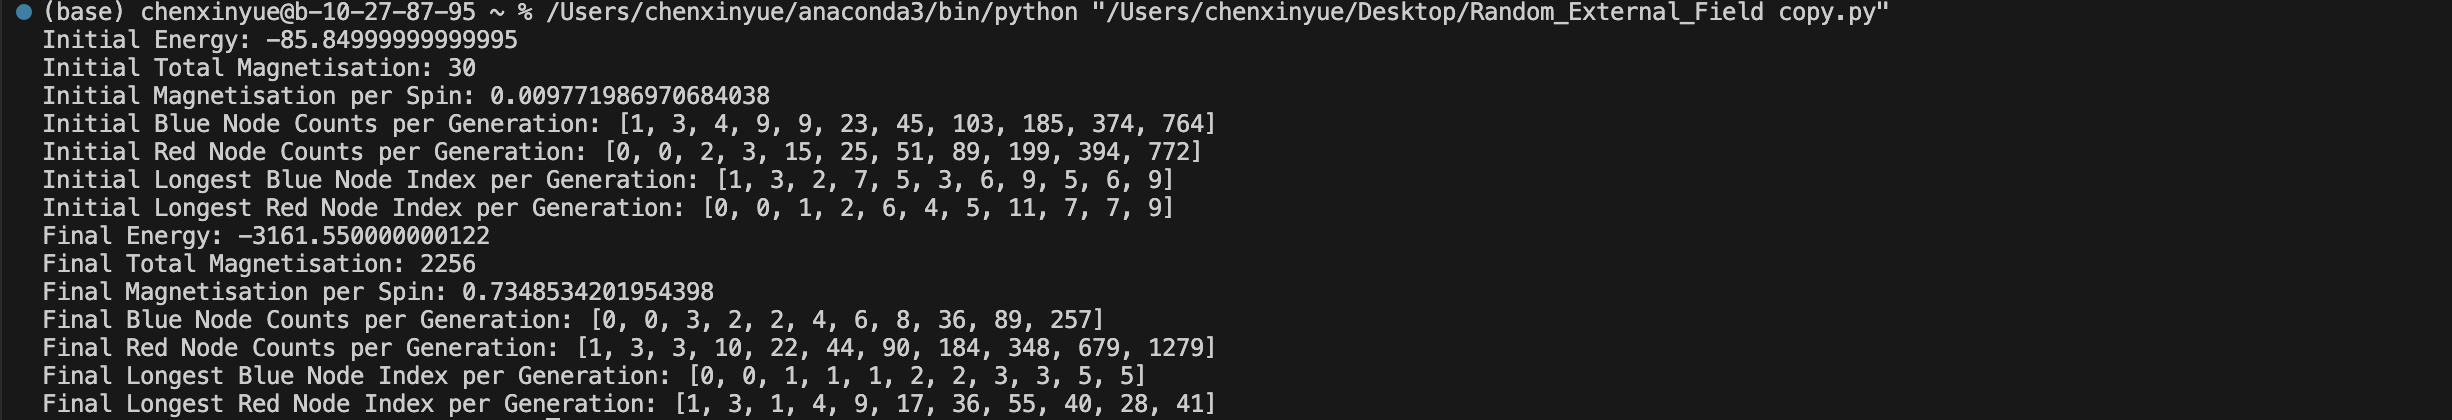 (base) chenxinyue@b-10-27-87-95 ~ % /Users/chenxinyue/anaconda3/bin/python "/Users/chenxinyue/Desktop/Random_External_Field copy.py"
Initial Energy: -85.84999999999995
Initial Total Magnetisation: 30
Initial Magnetisation per Spin: 0.009771986970684038
Initial Blue Node Counts per Generation: [1, 3, 4, 9, 9, 23, 45, 103, 185, 374, 764]
Initial Red Node Counts per Generation: [0, 0, 2, 3, 15, 25, 51, 89, 199, 394, 772]
Initial Longest Blue Node Index per Generation: [1, 3, 2, 7, 5, 3, 6, 9, 5, 6, 9]
Initial Longest Red Node Index per Generation: [0, 0, 1, 2, 6, 4, 5, 11, 7, 7, 9]
Final Energy: -3161.550000000122
Final Total Magnetisation: 2256
Final Magnetisation per Spin: 0.7348534201954398
Final Blue Node Counts per Generation: [0, 0, 3, 2, 2, 4, 6, 8, 36, 89, 257]
Final Red Node Counts per Generation: [1, 3, 3, 10, 22, 44, 90, 184, 348, 679, 1279]
Final Longest Blue Node Index per Generation: [0, 0, 1, 1, 1, 2, 2, 3, 3, 5, 5]
Final Longest Red Node Index per Generation: [1, 3, 1, 4, 9, 17, 36, 55, 40, 28, 41]